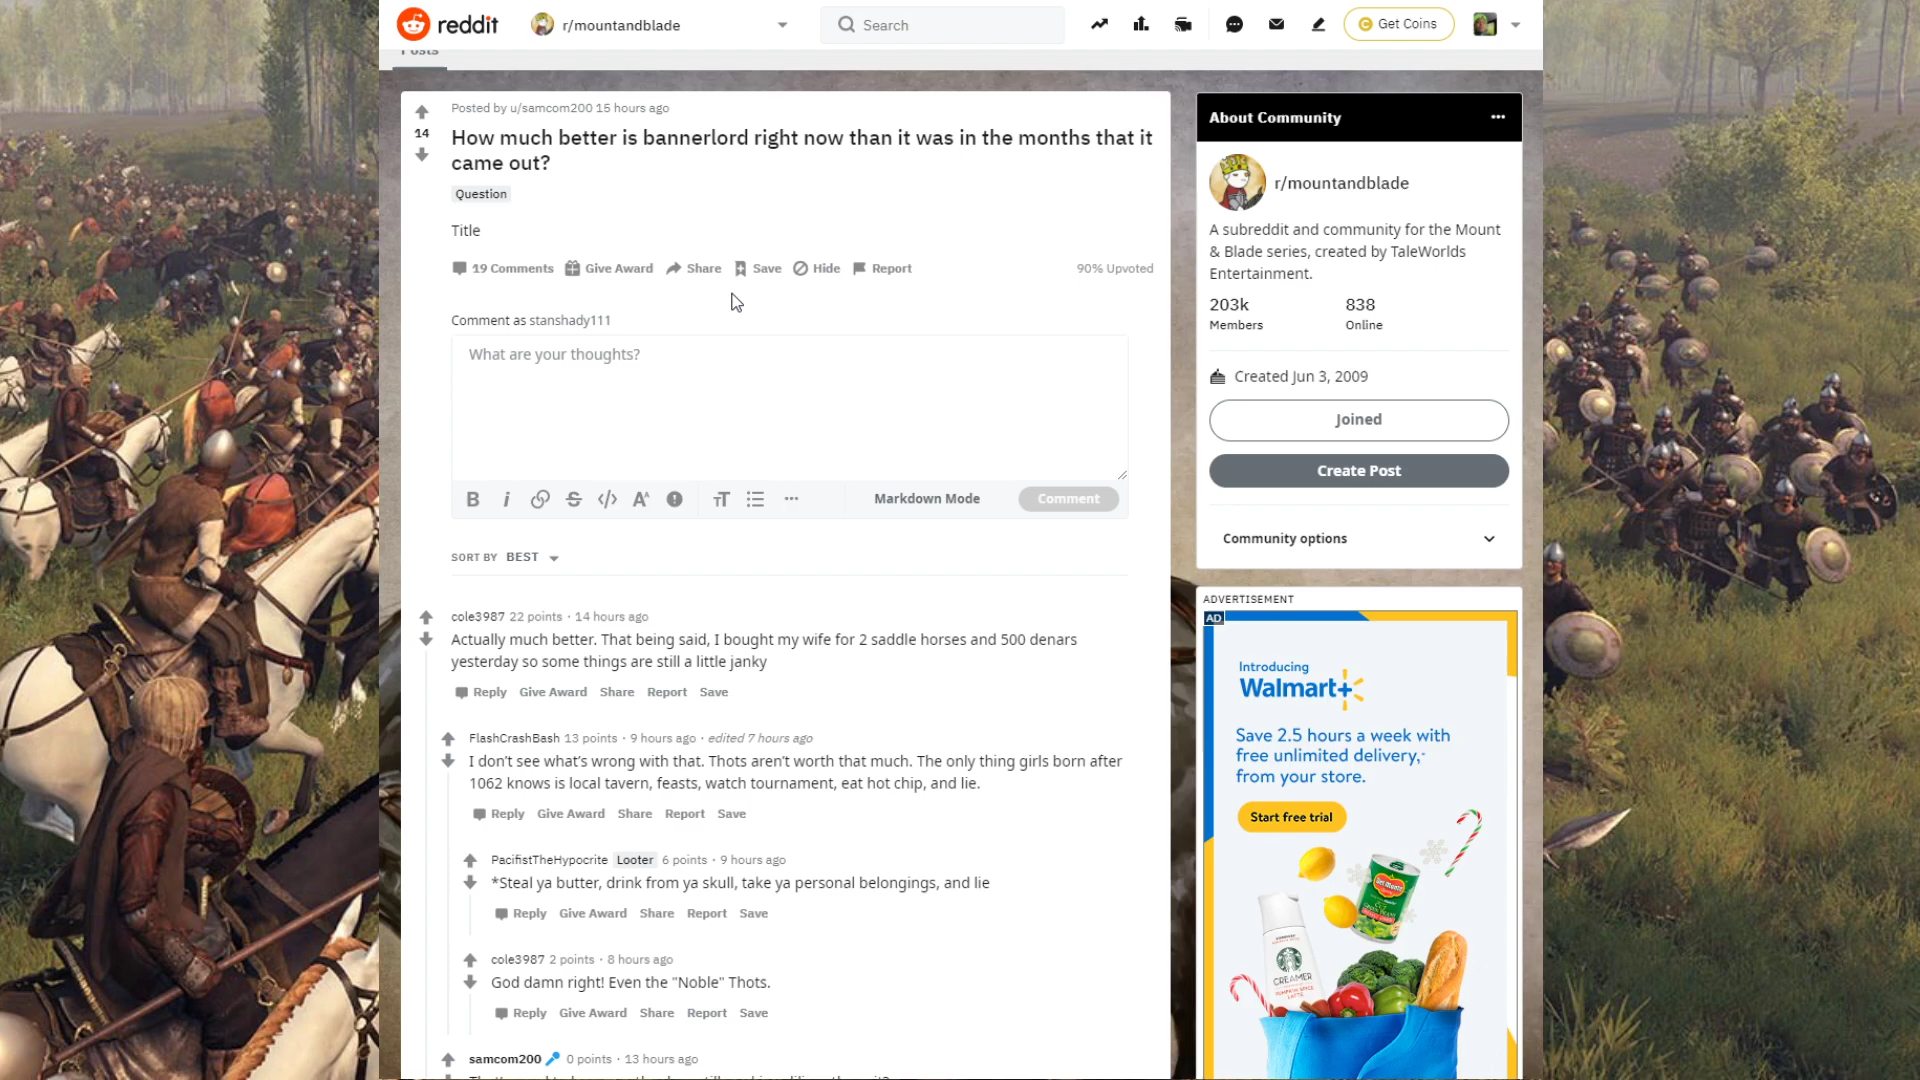 reddit
r/mountandblade
Search
Get Coins
Posts
Posted by u/samcom200 15 hours ago
14
How much better is bannerlord right now than it was in the months that it
came out?
Question
Title
19 Comments Give Award Share Save Hide Report
90% Upvoted
Comment as stanshady111
What are your thoughts?
Markdown Mode
Comment
SORT BY BEST
cole3987 22 points · 14 hours ago
Actually much better. That being said, I bought my wife for 2 saddle horses and 500 denars
yesterday so some things are still a little janky
Reply Give Award Share Report Save
FlashCrashBash 13 points · 9 hours ago · edited 7 hours ago
I don't see what's wrong with that. Thots aren't worth that much. The only thing girls born after
1062 knows is local tavern, feasts, watch tournament, eat hot chip, and lie.
Reply Give Award Share Report Save
PacifistTheHypocrite Looter 6 points · 9 hours ago
*Steal ya butter, drink from ya skull, take ya personal belongings, and lie
Reply Give Award Share Report Save
cole3987 2 points · 8 hours ago
God damn right! Even the "Noble" Thots.
Reply Give Award Share Report Save
samcom200 0 points · 13 hours ago
About Community
r/mountandblade
A subreddit and community for the Mount
& Blade series, created by TaleWorlds
Entertainment.
203k
Members
838
Online
Created Jun 3, 2009
Joined
Create Post
Community options
ADVERTISEMENT
AD
Introducing
Walmart+
Save 2.5 hours a week with
free unlimited delivery,*
from your store.
Start free trial
Del Monte
CREAMER